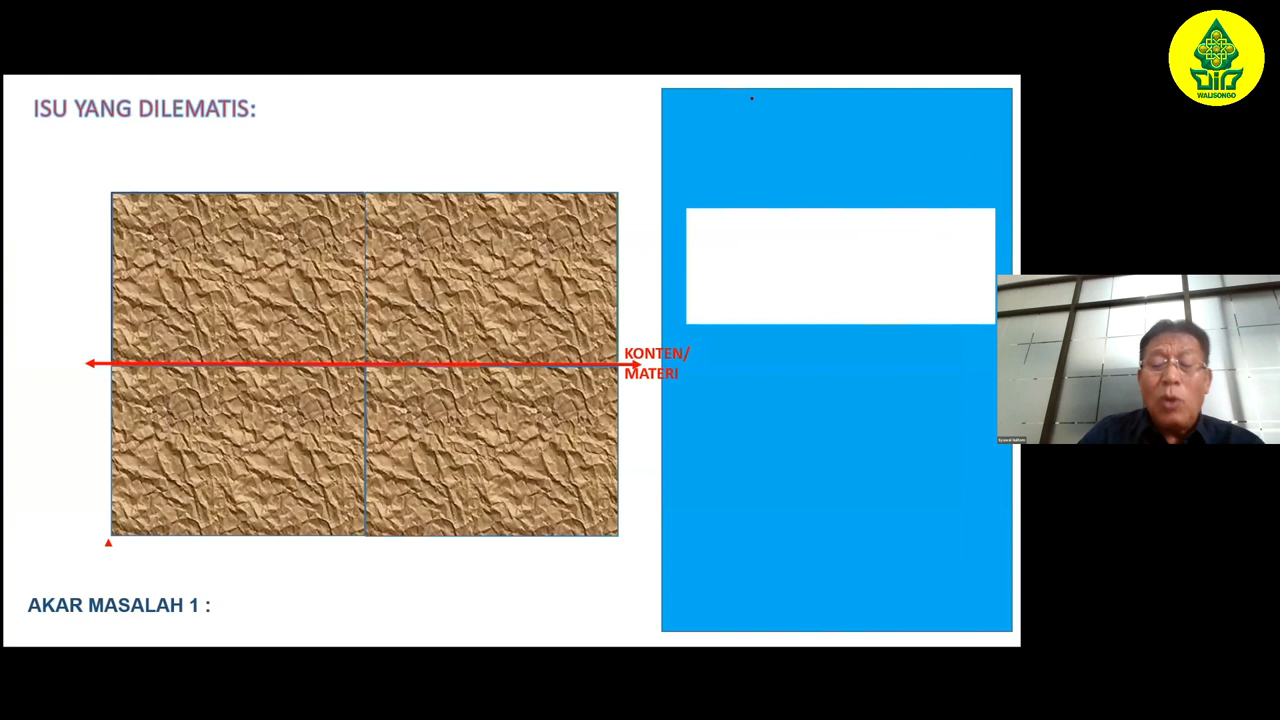 WALISONGO
ISU YANG DILEMATIS:
KONTEN/
MATERI
AKAR MASALAH 1 :